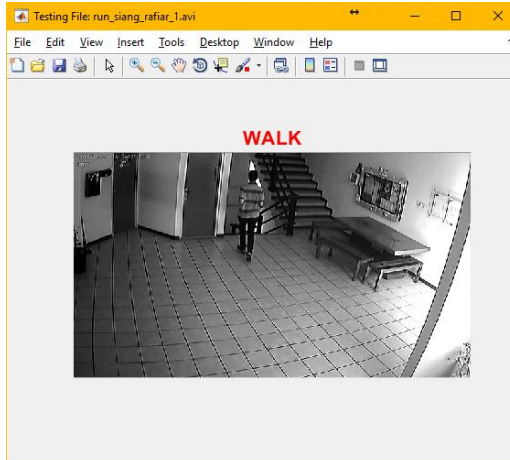 Testing File: run_siang_rafiar_1.avi
File Edit View Insert Tools Desktop Window Help
WALK